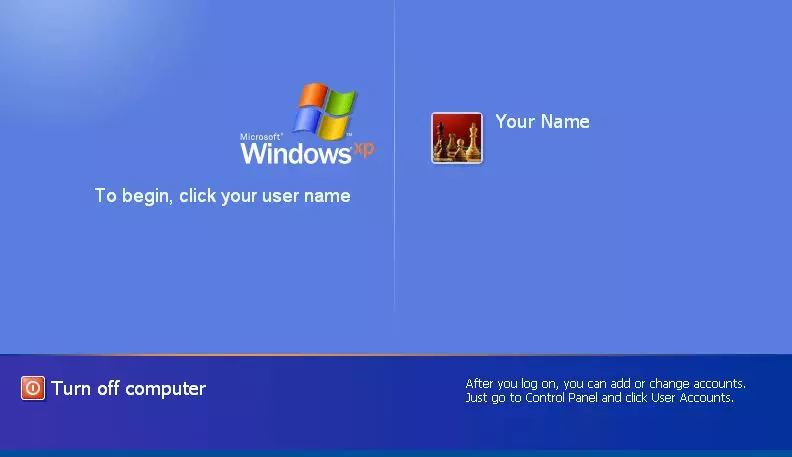 Microsoft®
Windows xp™
To begin, click your user name
Your Name
Turn off computer
After you log on, you can add or change accounts.
Just go to Control Panel and click User Accounts.